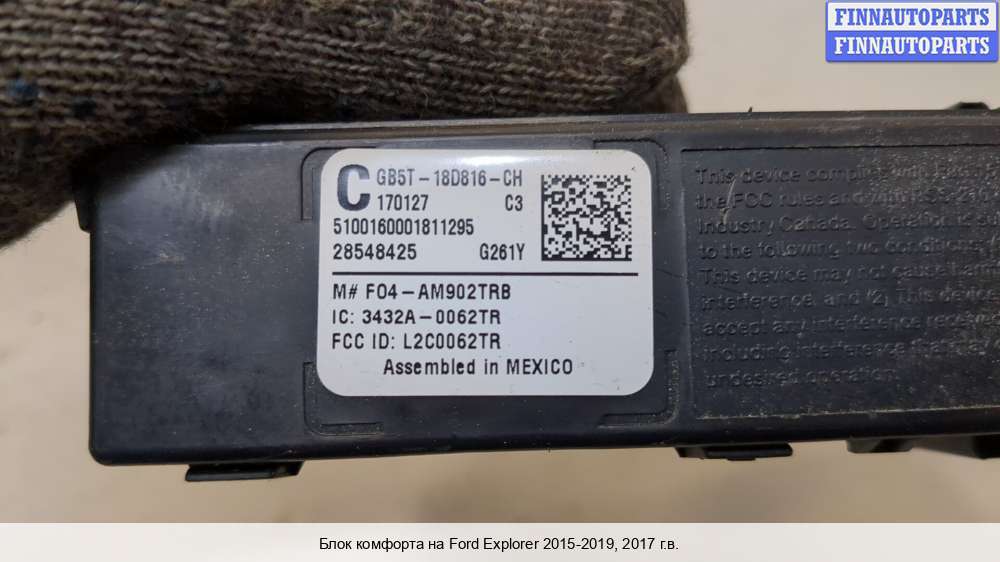 FINNAUTOPARTS
FINNAUTOPARTS
C GB5T-18D816-CH
170127 C3
5100160001811295
28548425 G261Y
M# F04-AM902TRB
IC: 3432A-0062TR
FCC ID: L2C0062TR
Assembled in MEXICO
This device complies with Part
the FCC rules and
Industry Canada. Operation is
to the following two conditions
This device may not cause
interference, and (2) This device
accept any interference
including interference that may
undesired operation.
Блок комфорта на Ford Explorer 2015-2019, 2017 г.в.